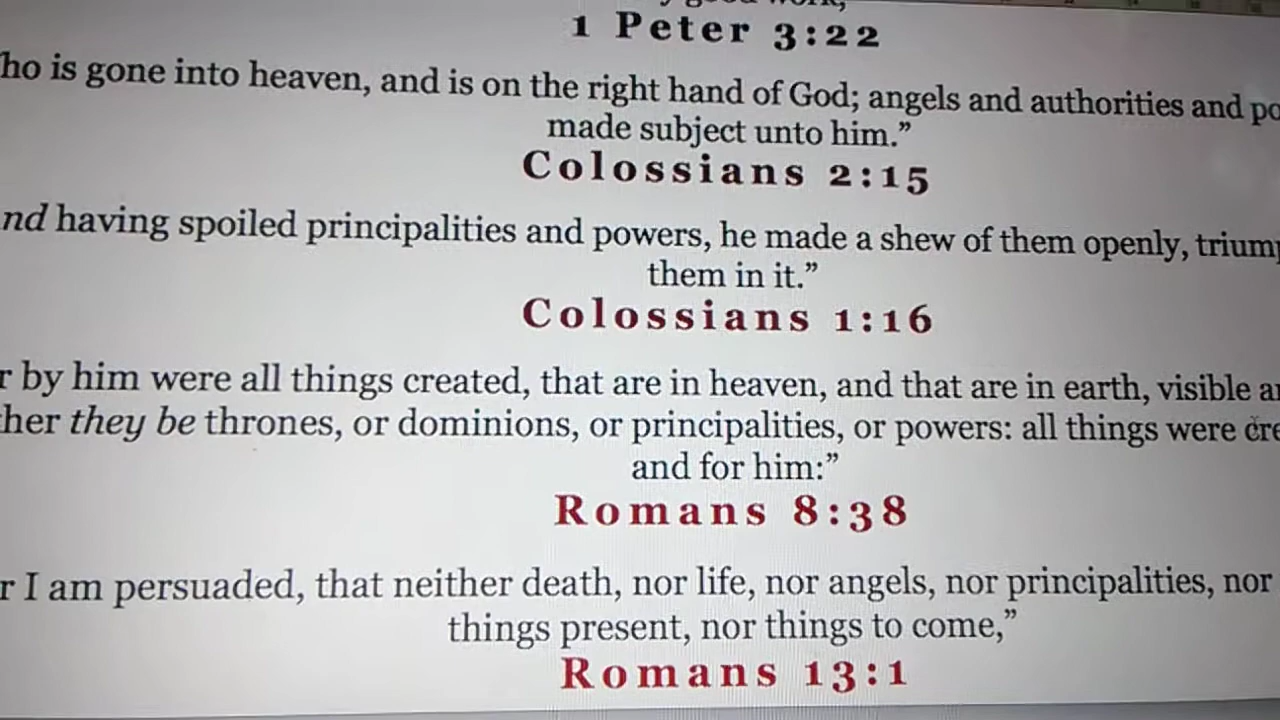 1 Peter 3:22
ho is gone into heaven, and is on the right hand of God; angels and authorities and po
made subject unto him.”
Colossians 2:15
nd having spoiled principalities and powers, he made a shew of them openly, trium
them in it.”
Colossians 1:16
r by him were all things created, that are in heaven, and that are in earth, visible a
her they be thrones, or dominions, or principalities, or powers: all things were cre
and for him:”
Romans 8:38
r I am persuaded, that neither death, nor life, nor angels, nor principalities, nor
things present, nor things to come,”
Romans 13:1